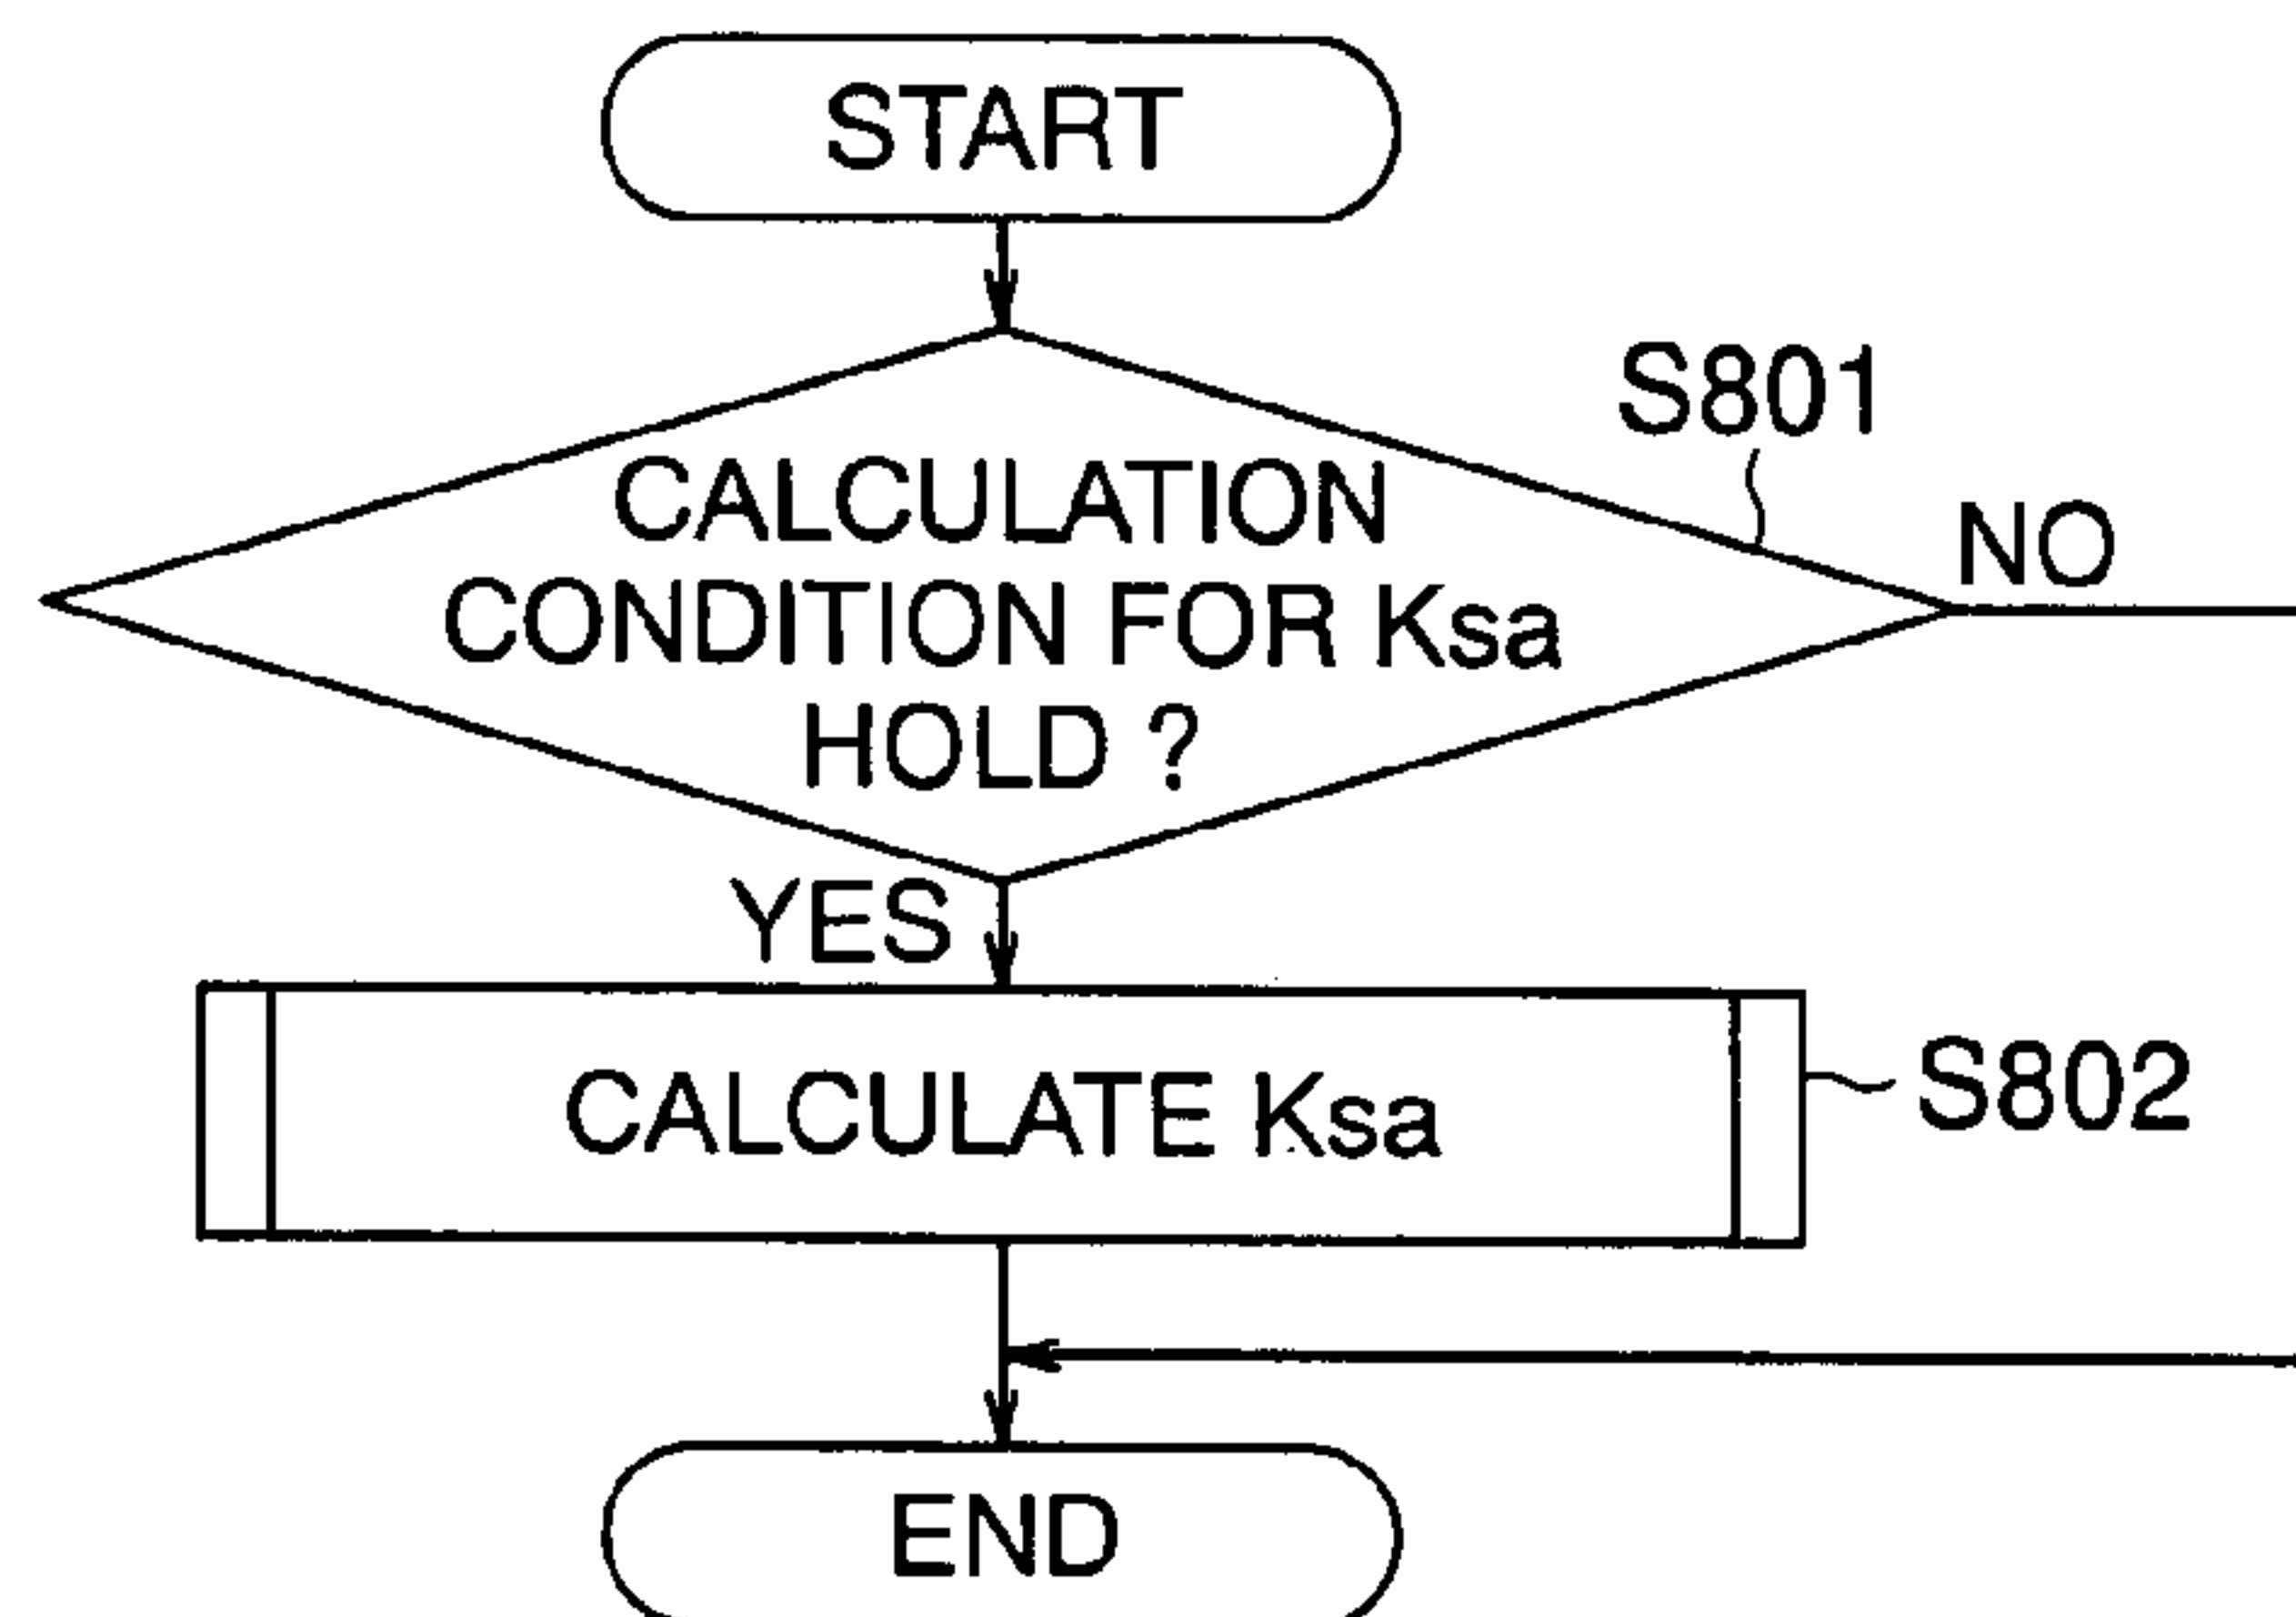 START
S801
CALCULATION
NO
CONDITION FOR Ksa
HOLD ?
YES
CALCULATE Ksa
S802
END